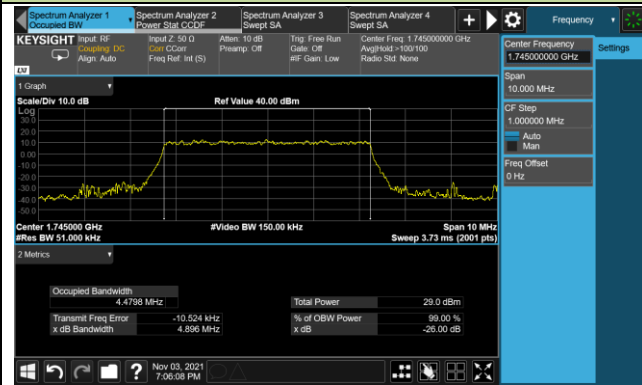 Spectrum Analyzer 1
Occupied BW
Spectrum Analyzer 2
Power Stat CCDF
Spectrum Analyzer 3
Swept SA
Spectrum Analyzer 4
Swept SA
Frequency
KEYSIGHT
Input: RF
Coupling: DC
Align: Auto
Input Z: 50 Ω
Corr CCorr
Freq Ref: Int (S)
Atten: 10 dB
Preamp: Off
Trig: Free Run
Gate: Off
#IF Gain: Low
Center Freq: 1.745000000 GHz
Avg|Hold:>100/100
Radio Std: None
Center Frequency
1.745000000 GHz
Settings
Span
10.000 MHz
CF Step
1.000000 MHz
Auto
Man
Freq Offset
0 Hz
1 Graph
Scale/Div 10.0 dB
Ref Value 40.00 dBm
Log
30.0
20.0
10.0
0.00
-10.0
-20.0
-30.0
-40.0
-50.0
Center 1.745000 GHz
#Video BW 150.00 kHz
Span 10 MHz
#Res BW 51.000 kHz
Sweep 3.73 ms (2001 pts)
2 Metrics
Occupied Bandwidth
4.4798 MHz
Total Power
29.0 dBm
Transmit Freq Error
-10.524 kHz
% of OBW Power
99.00 %
x dB Bandwidth
4.896 MHz
x dB
-26.00 dB
Nov 03, 2021
7:06:08 PM